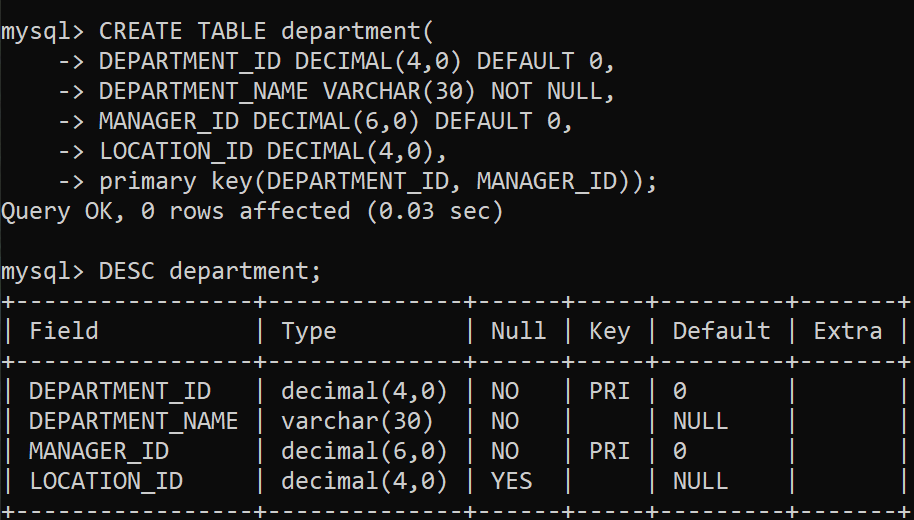 mysql> CREATE TABLE department(
    -> DEPARTMENT_ID DECIMAL(4,0) DEFAULT 0,
    -> DEPARTMENT_NAME VARCHAR(30) NOT NULL,
    -> MANAGER_ID DECIMAL(6,0) DEFAULT 0,
    -> LOCATION_ID DECIMAL(4,0),
    -> primary key(DEPARTMENT_ID, MANAGER_ID));
Query OK, 0 rows affected (0.03 sec)

mysql> DESC department;
+-----------------+--------------+------+-----+---------+-------+
| Field           | Type         | Null | Key | Default | Extra |
+-----------------+--------------+------+-----+---------+-------+
| DEPARTMENT_ID   | decimal(4,0) | NO   | PRI | 0       |       |
| DEPARTMENT_NAME | varchar(30)  | NO   |     | NULL    |       |
| MANAGER_ID      | decimal(6,0) | NO   | PRI | 0       |       |
| LOCATION_ID     | decimal(4,0) | YES  |     | NULL    |       |
+-----------------+--------------+------+-----+---------+-------+